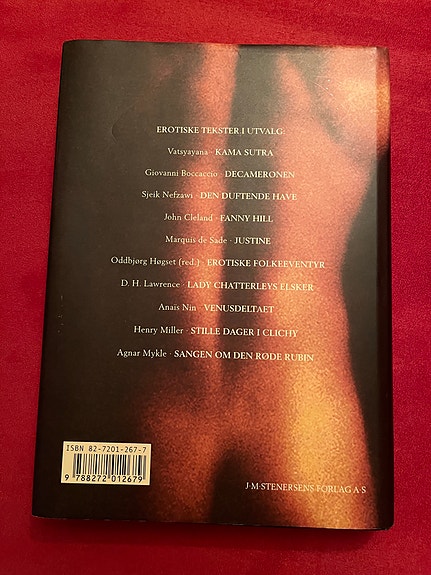 EROTISKE TEKSTER I UTVALG:
Vatsyayana · KAMA SUTRA
Giovanni Boccaccio · DECAMERONEN
Sjeik Nefzawi · DEN DUFTENDE HAVE
John Cleland · FANNY HILL
Marquis de Sade · JUSTINE
Oddbjørg Høgset (red.) · EROTISKE FOLKEEVENTYR
D. H. Lawrence · LADY CHATTERLEYS ELSKER
Anaïs Nin · VENUSDELTAET
Henry Miller · STILLE DAGER I CLICHY
Agnar Mykle · SANGEN OM DEN RØDE RUBIN
ISBN 82-7201-267-7
9 788272 012679
J·M·STENERSENS FORLAG A·S